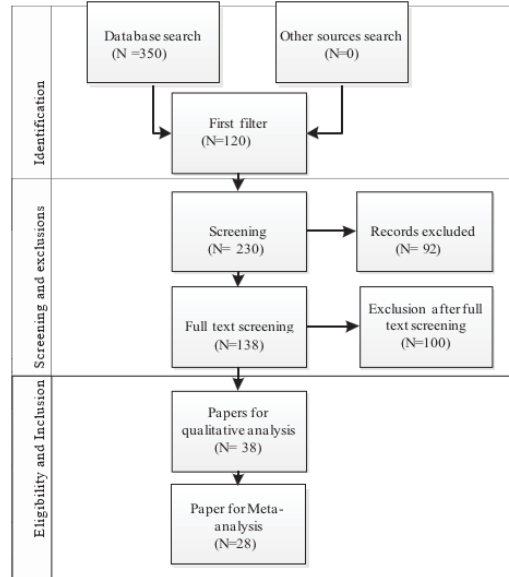 Database search
(N =350)
Other sources search
(N=0)
Identification
First filter
(N=120)
Screening and exclusions
Screening
(N= 230)
Records excluded
(N= 92)
Full text screening
(N=138)
Exclusion after full
text screening
(N=100)
Eligibility and Inclusion
Papers for
qualitative analysis
(N= 38)
Paper for Meta-
analysis
(N=28)